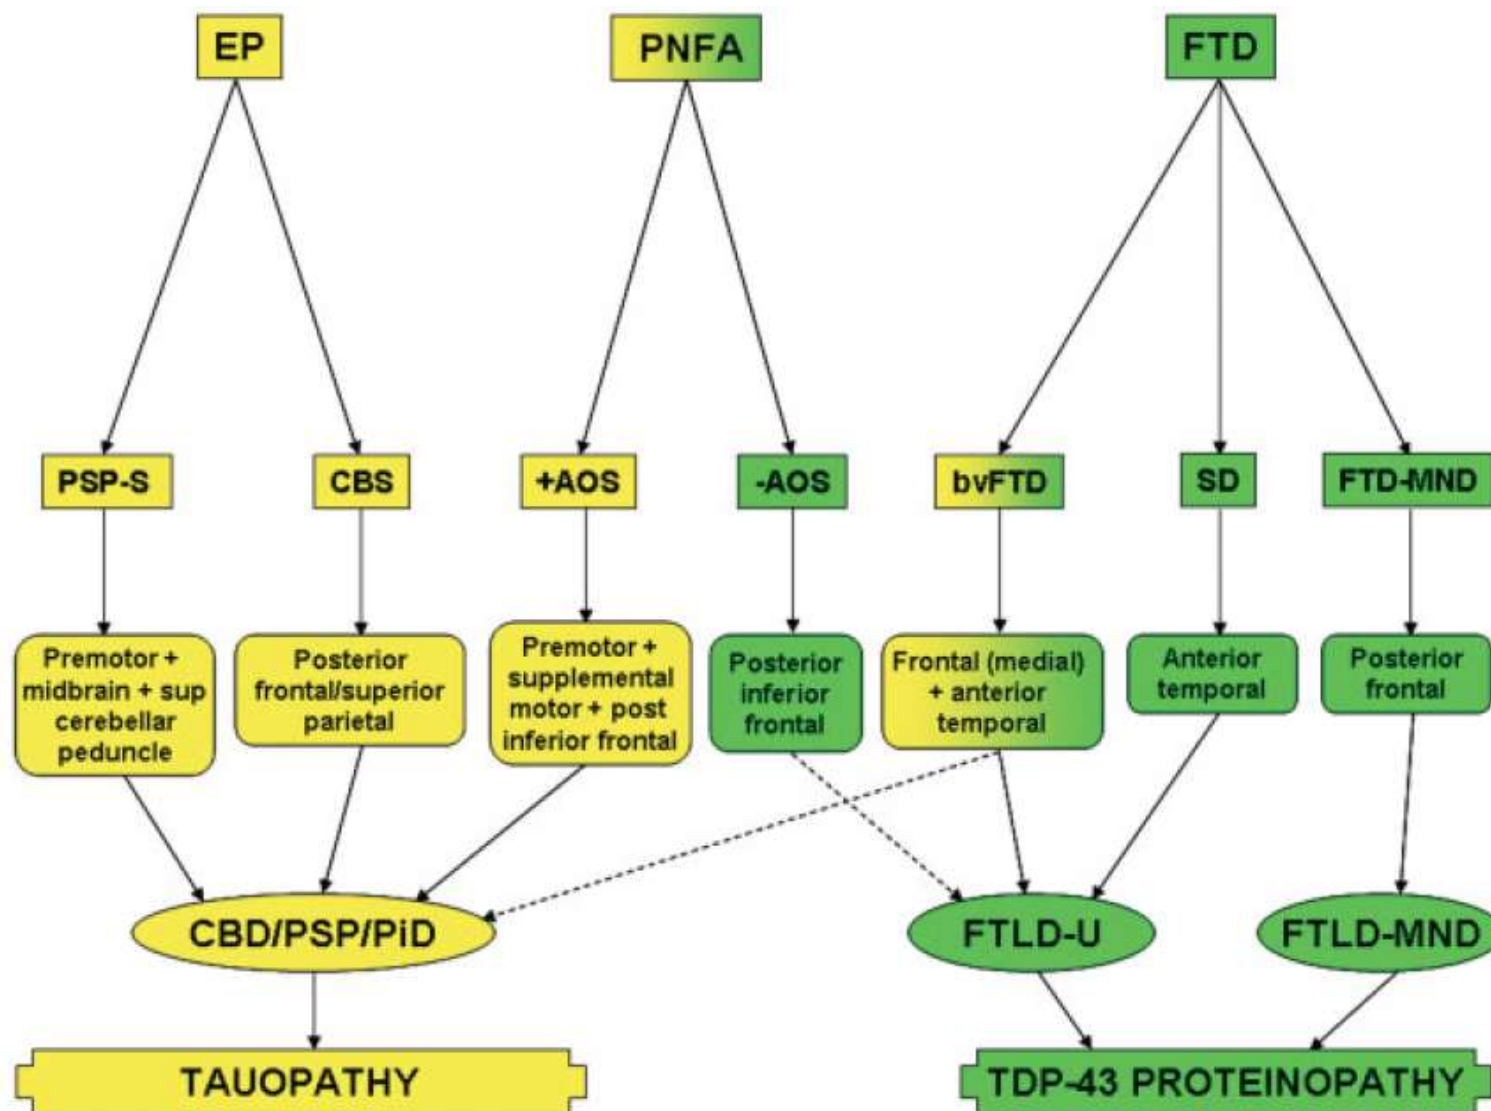 EP
PNFA
FTD
PSP-S
CBS
+AOS
-AOS
bvFTD
SD
FTD-MND
Premotor +
midbrain + sup
cerebellar
peduncle
Posterior
frontal/superior
parietal
Premotor +
supplemental
motor + post
inferior frontal
Posterior
inferior
frontal
Frontal (medial)
+ anterior
temporal
Anterior
temporal
Posterior
frontal
CBD/PSP/PiD
FTLD-U
FTLD-MND
TAUOPATHY
TDP-43 PROTEINOPATHY